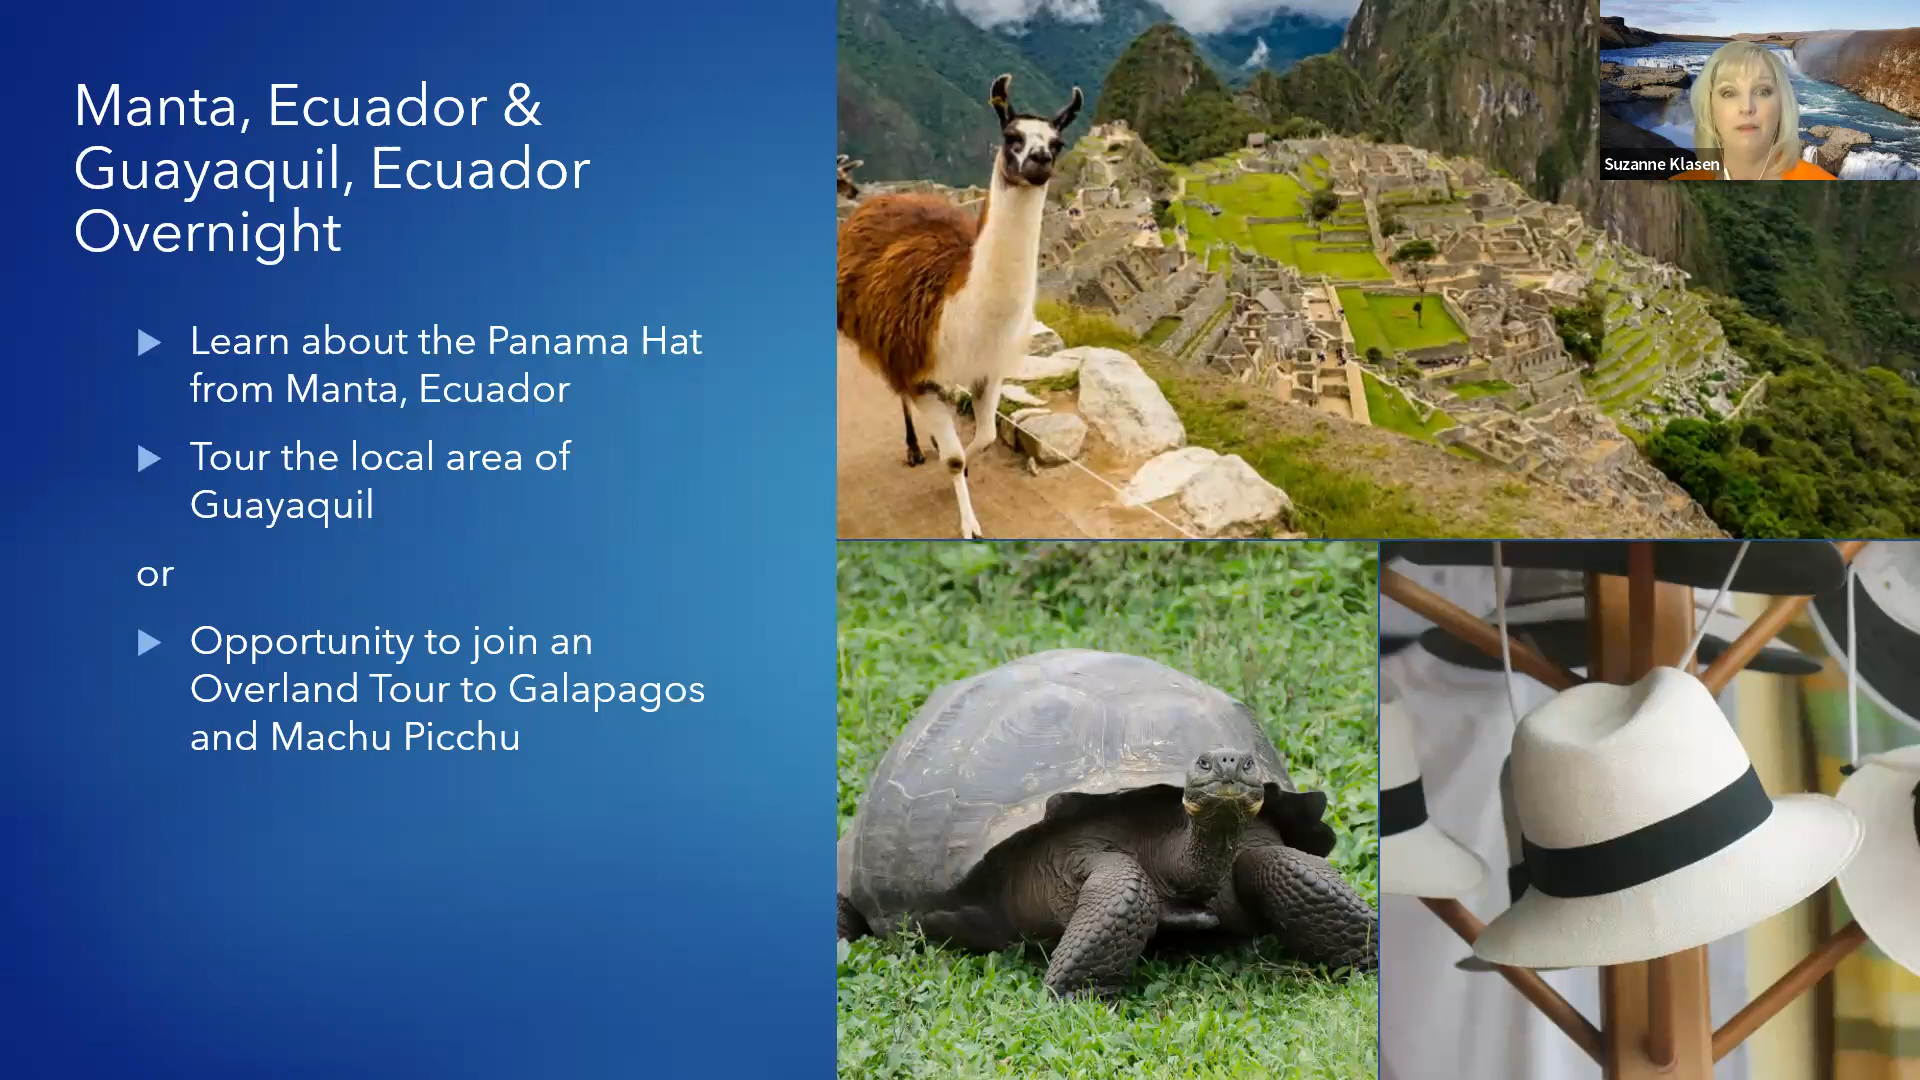 Manta, Ecuador &
Guayaquil, Ecuador
Overnight
Learn about the Panama Hat
from Manta, Ecuador
Tour the local area of
Guayaquil
or
Opportunity to join an
Overland Tour to Galapagos
and Machu Picchu
Suzanne Klasen